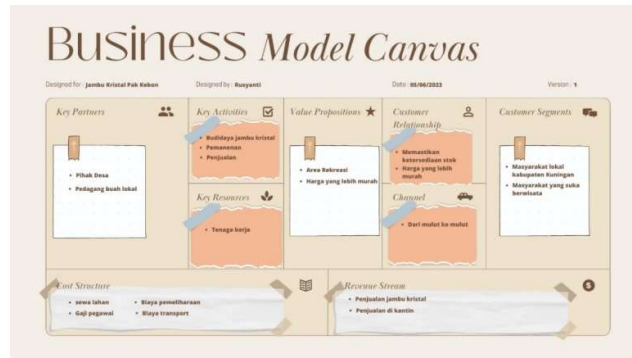 Business Model Canvas
Designed for : Jambu Kristal Pak Kebon
Designed by : Rusyanti
Date : 05/06/2023
Version : 1
Key Partners
• Pihak Desa
• Pedagang buah lokal
Key Activities
• Budidaya jambu kristal
• Pemanenan
• Penjualan
Key Resources
• Tenaga kerja
Value Propositions
• Area Rekreasi
• Harga yang lebih murah
Customer
Relationship
• Memastikan
ketersediaan stok
• Harga yang lebih
murah
Channel
• Dari mulut ke mulut
Customer Segments
• Masyarakat lokal
kabupaten Kuningan
• Masyarakat yang suka
berwisata
Cost Structure
• sewa lahan
• Gaji pegawai
• Biaya pemeliharaan
• Biaya transport
Revenue Stream
• Penjualan jambu kristal
• Penjualan di kantin